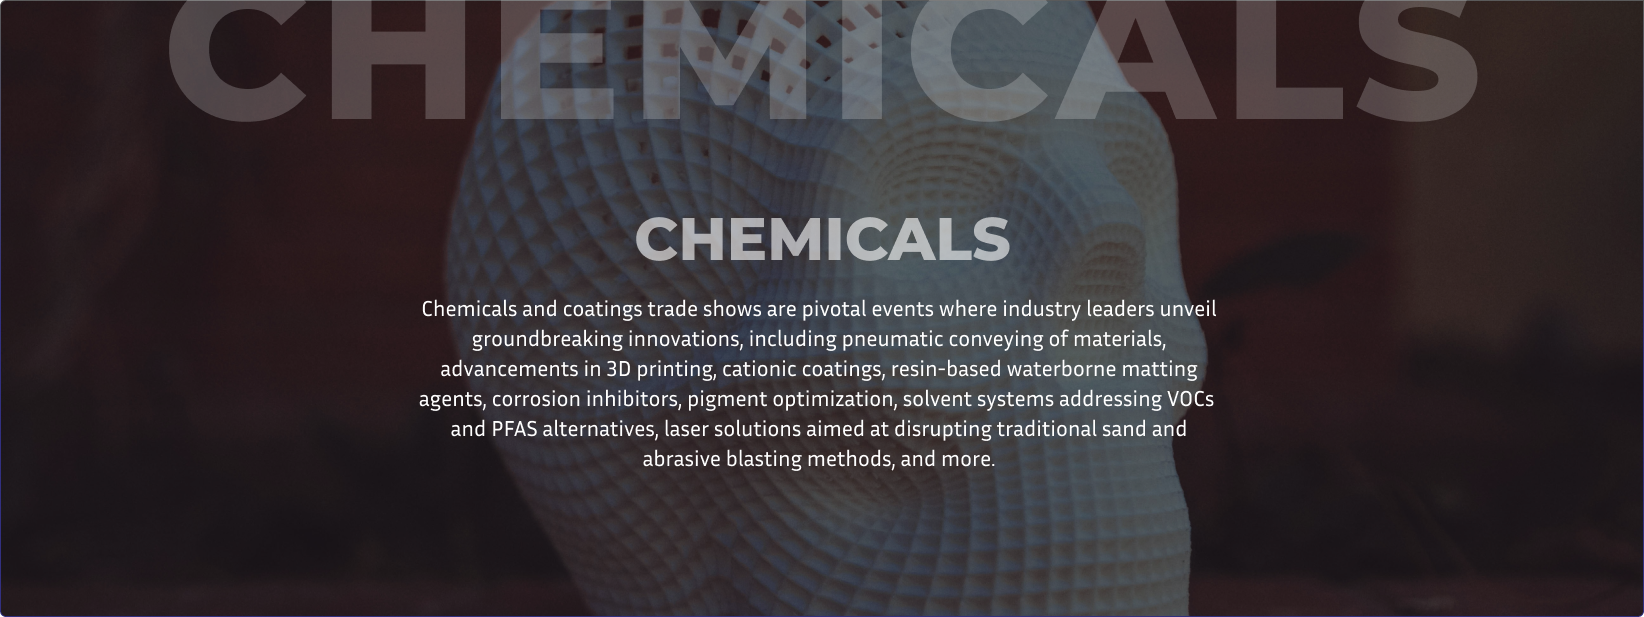 CHEMICALS
CHEMICALS
Chemicals and coatings trade shows are pivotal events where industry leaders unveil
groundbreaking innovations, including pneumatic conveying of materials,
advancements in 3D printing, cationic coatings, resin-based waterborne matting
agents, corrosion inhibitors, pigment optimization, solvent systems addressing VOCs
and PFAS alternatives, laser solutions aimed at disrupting traditional sand and
abrasive blasting methods, and more.